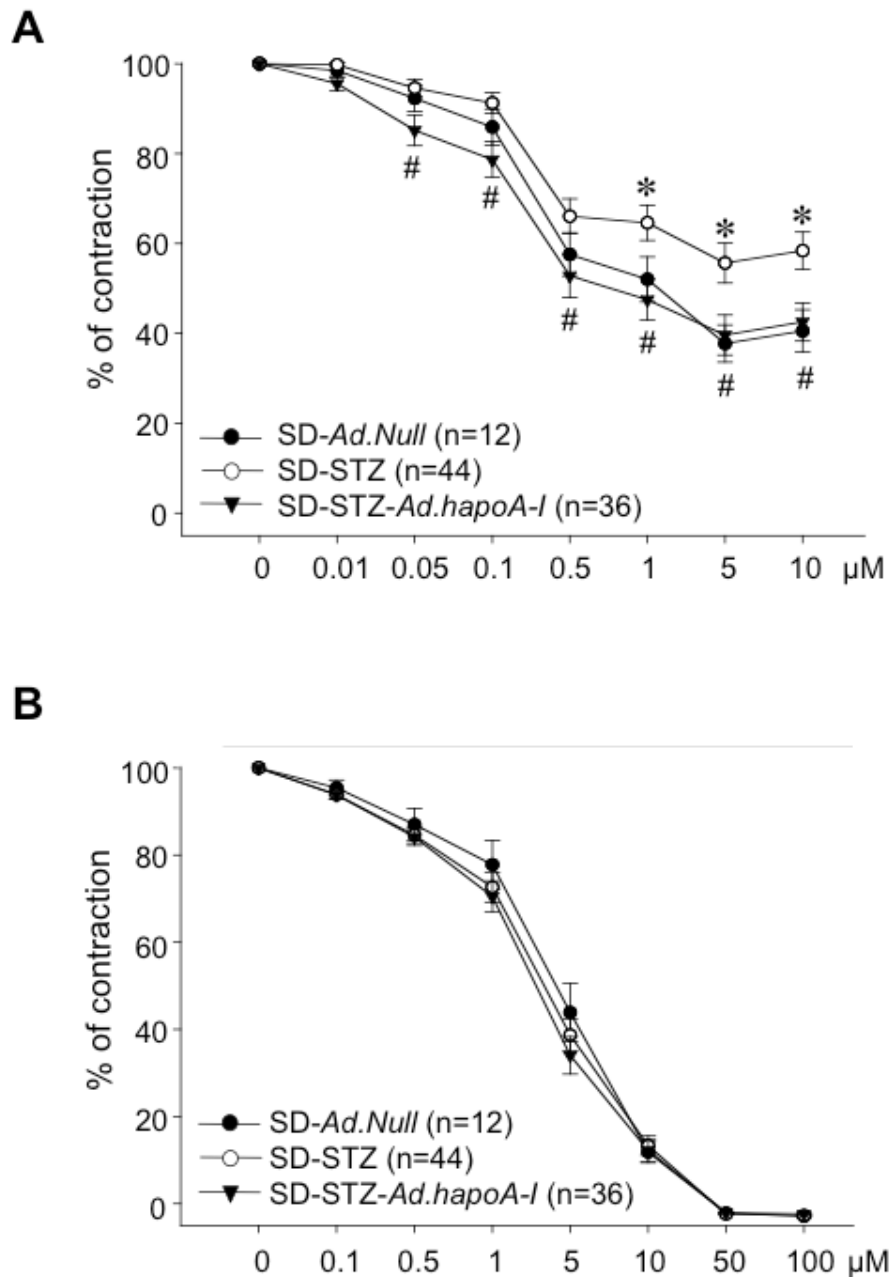 A
% of contraction
100
80
60
40
20
0
* * *
# # # # # #
SD-Ad.Null (n=12)
SD-STZ (n=44)
SD-STZ-Ad.hapoA-I (n=36)
0 0.01 0.05 0.1 0.5 1 5 10 µM
B
% of contraction
100
80
60
40
20
0
SD-Ad.Null (n=12)
SD-STZ (n=44)
SD-STZ-Ad.hapoA-I (n=36)
0 0.1 0.5 1 5 10 50 100 µM